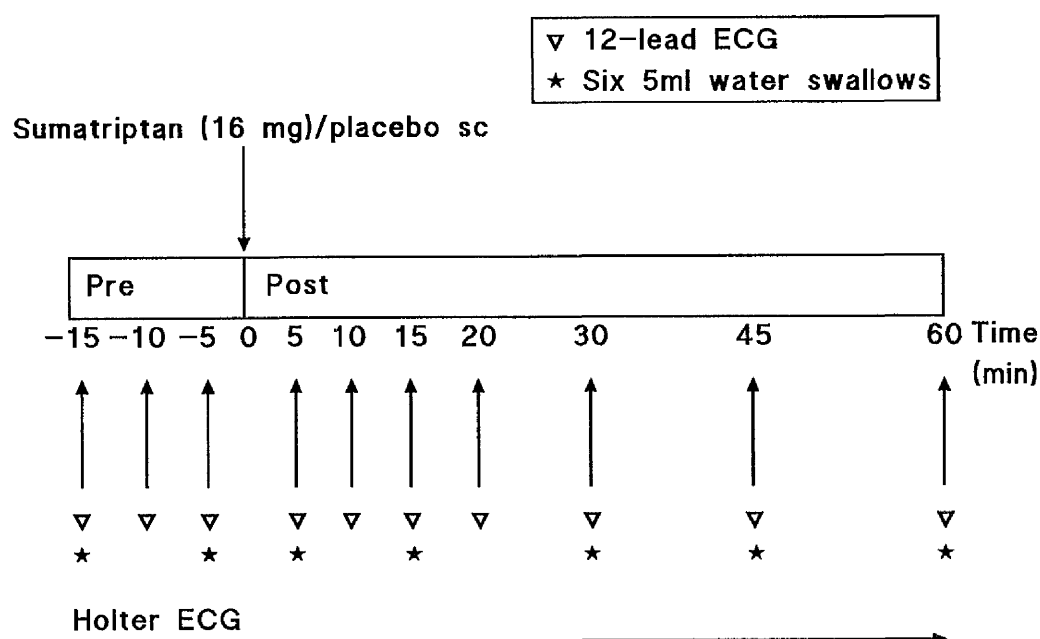 ▽ 12-lead ECG
★ Six 5ml water swallows
Sumatriptan (16 mg)/placebo sc
Pre Post
-15 -10 -5 0 5 10 15 20 30 45 60 Time
(min)
Holter ECG